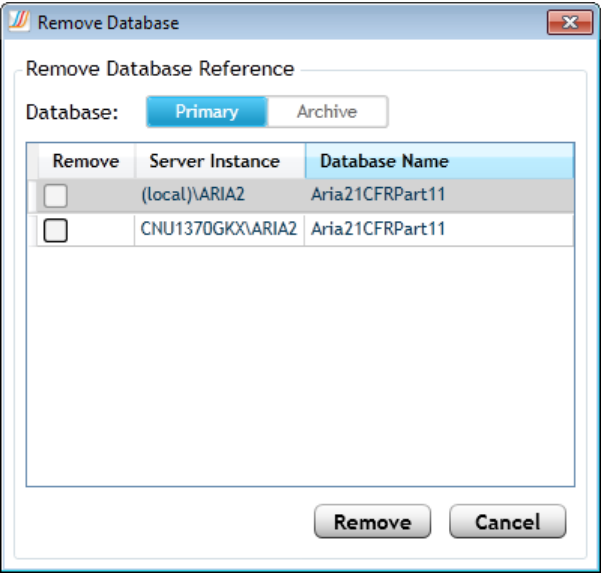 Remove Database
Remove Database Reference
Database: Primary Archive
Remove Server Instance Database Name
(local)\ARIA2 Aria21CFRPart11
CNU1370GKX\ARIA2 Aria21CFRPart11
Remove Cancel